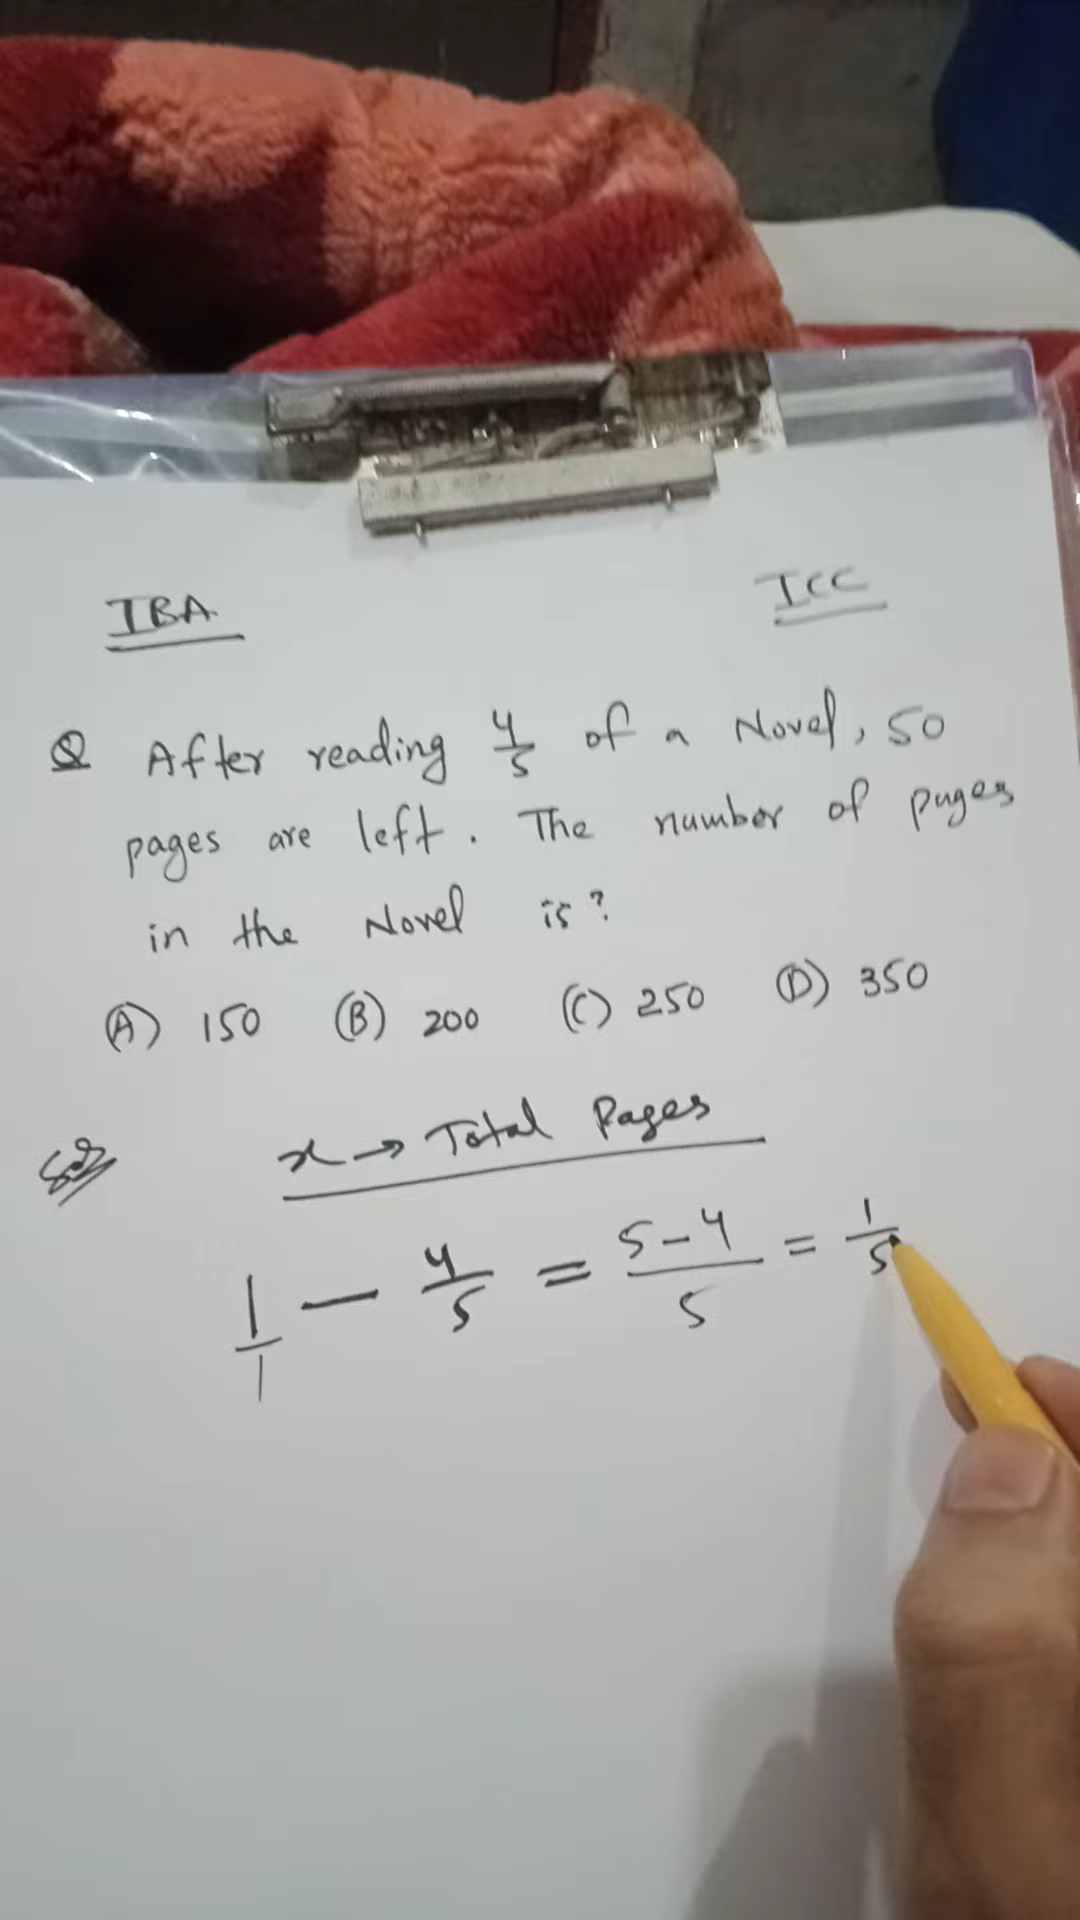 IBA ICC
Q After reading 4/5 of a Novel, 50
pages are left. The number of pages
in the Novel is?
(A) 150 (B) 200 (C) 250 (D) 350
Sol x → Total Pages
1/1 - 4/5 = 5-4/5 = 1/5